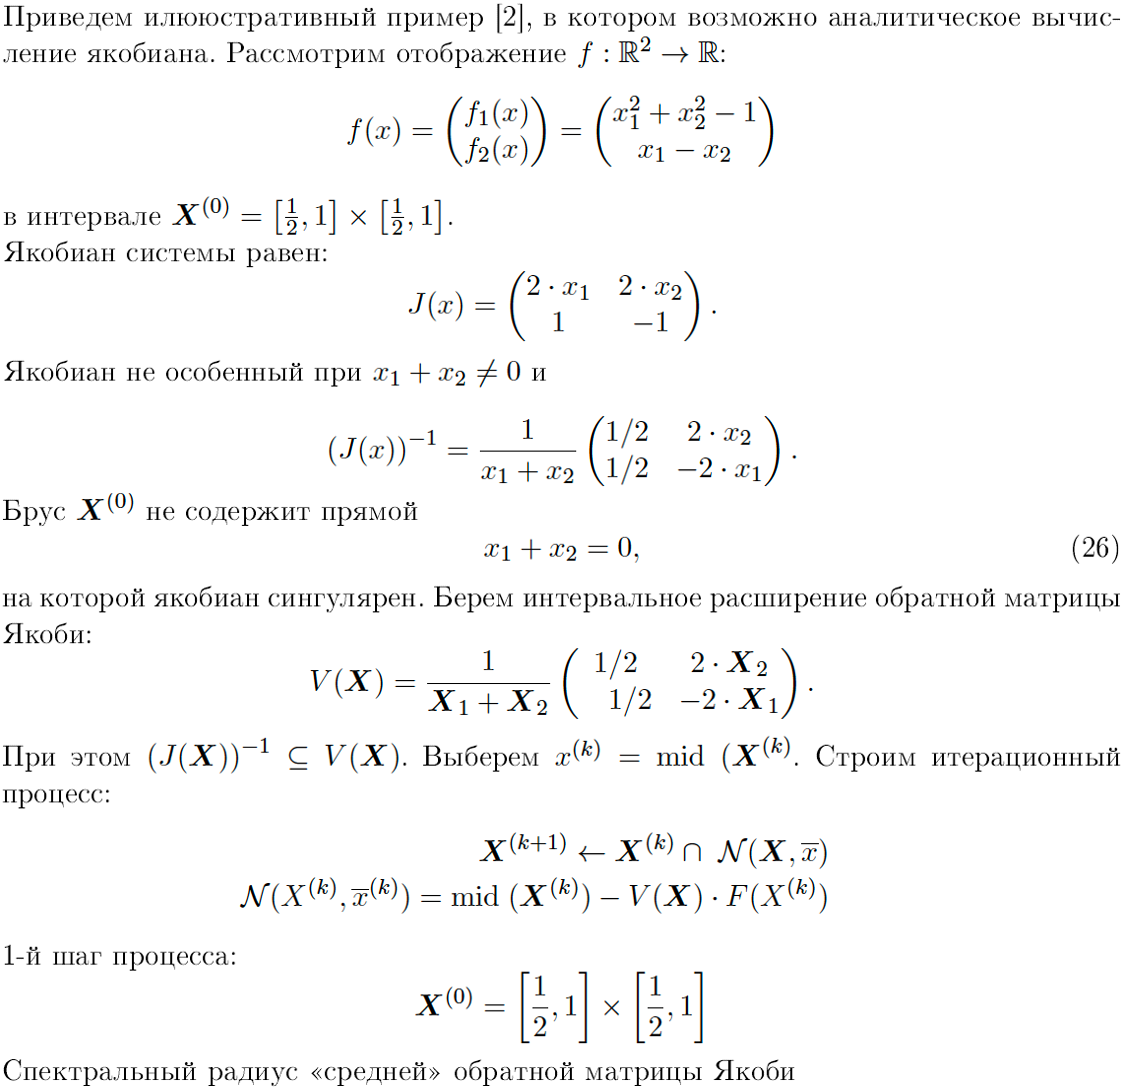 Приведем илююстративный пример [2], в котором возможно аналитическое вычис-
ление якобиана. Рассмотрим отображение f : ℝ² → ℝ:
f(x) = (f₁(x) f₂(x)) = (x₁² + x₂² − 1 x₁ − x₂)
в интервале X⁽⁰⁾ = [1/2, 1] × [1/2, 1].
Якобиан системы равен:
J(x) = (2 · x₁ 2 · x₂ 1 −1).
Якобиан не особенный при x₁ + x₂ ≠ 0 и
(J(x))⁻¹ = 1/(x₁ + x₂) (1/2 2 · x₂ 1/2 −2 · x₁).
Брус X⁽⁰⁾ не содержит прямой
x₁ + x₂ = 0, (26)
на которой якобиан сингулярен. Берем интервальное расширение обратной матрицы
Якоби:
V(X) = 1/(X₁ + X₂) (1/2 2 · X₂ 1/2 −2 · X₁).
При этом (J(X))⁻¹ ⊆ V(X). Выберем x⁽ᵏ⁾ = mid (X⁽ᵏ. Строим итерационный
процесс:
X⁽ᵏ⁺¹⁾ ← X⁽ᵏ⁾ ∩ 𝒩(X, x̄)
𝒩(X⁽ᵏ⁾, x̄⁽ᵏ⁾) = mid (X⁽ᵏ⁾) − V(X) · F(X⁽ᵏ⁾)
1-й шаг процесса:
X⁽⁰⁾ = [1/2, 1] × [1/2, 1]
Спектральный радиус «средней» обратной матрицы Якоби